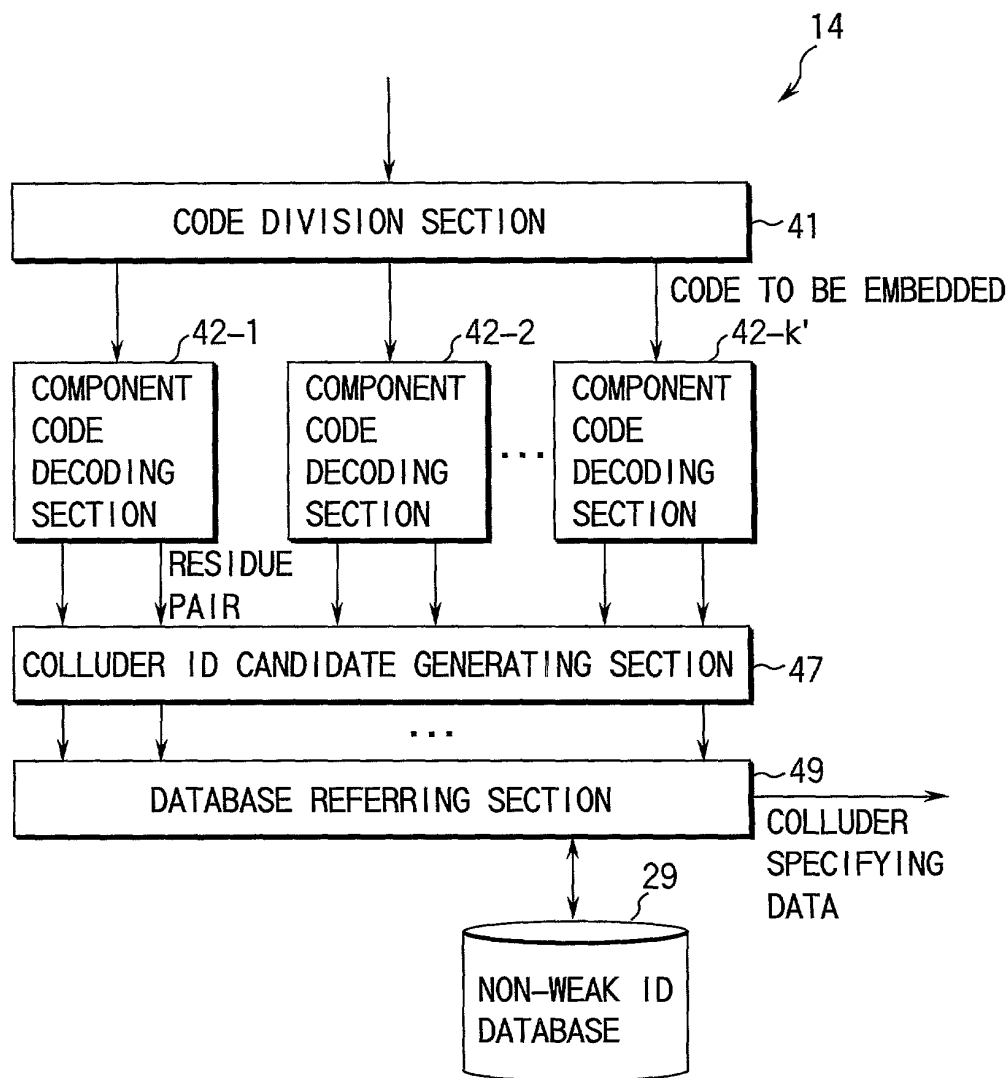 14
CODE DIVISION SECTION
41
CODE TO BE EMBEDDED
42-1
42-2
42-k'
COMPONENT
CODE
DECODING
SECTION
COMPONENT
CODE
DECODING
SECTION
...
COMPONENT
CODE
DECODING
SECTION
RESIDUE
PAIR
COLLUDER ID CANDIDATE GENERATING SECTION
47
...
DATABASE REFERRING SECTION
49
COLLUDER
SPECIFYING
DATA
29
NON-WEAK ID
DATABASE